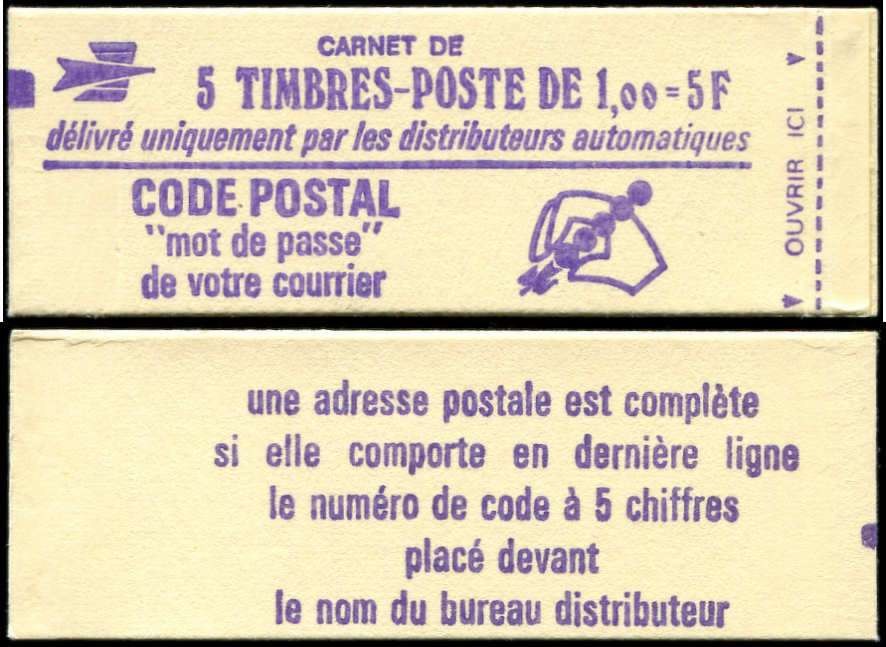 CARNET DE
5 TIMBRES-POSTE DE 1,00 = 5 F
délivré uniquement par les distributeurs automatiques
CODE POSTAL
"mot de passe"
de votre courrier
OUVRIR ICI
une adresse postale est complète
si elle comporte en dernière ligne
le numéro de code à 5 chiffres
placé devant
le nom du bureau distributeur